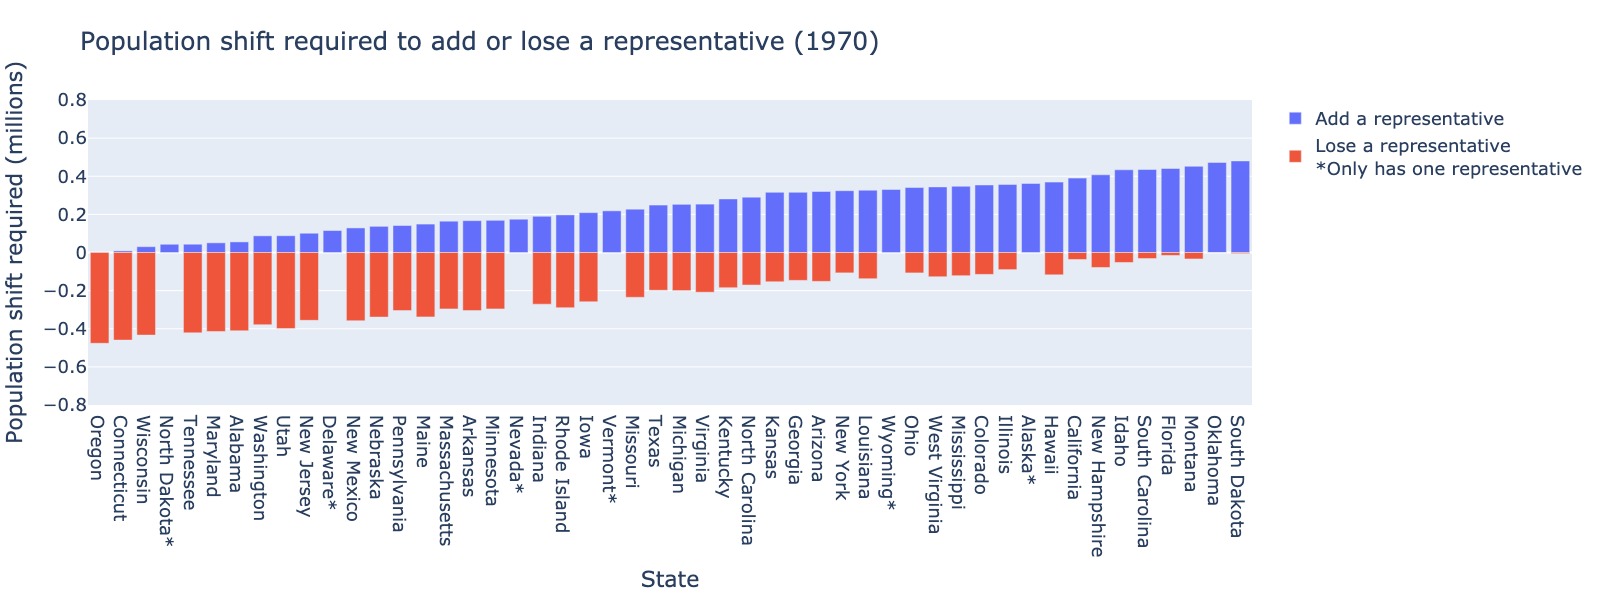 Population shift required to add or lose a representative (1970)
Population shift required (millions)
0.8
0.6
0.4
0.2
0
−0.2
−0.4
−0.6
−0.8
Oregon
Connecticut
Wisconsin
North Dakota*
Tennessee
Maryland
Alabama
Washington
Utah
New Jersey
Delaware*
New Mexico
Nebraska
Pennsylvania
Maine
Massachusetts
Arkansas
Minnesota
Nevada*
Indiana
Rhode Island
Iowa
Vermont*
Missouri
Texas
Michigan
Virginia
Kentucky
North Carolina
Kansas
Georgia
Arizona
New York
Louisiana
Wyoming*
Ohio
West Virginia
Mississippi
Colorado
Illinois
Alaska*
Hawaii
California
New Hampshire
Idaho
South Carolina
Florida
Montana
Oklahoma
South Dakota
State
Add a representative
Lose a representative
*Only has one representative